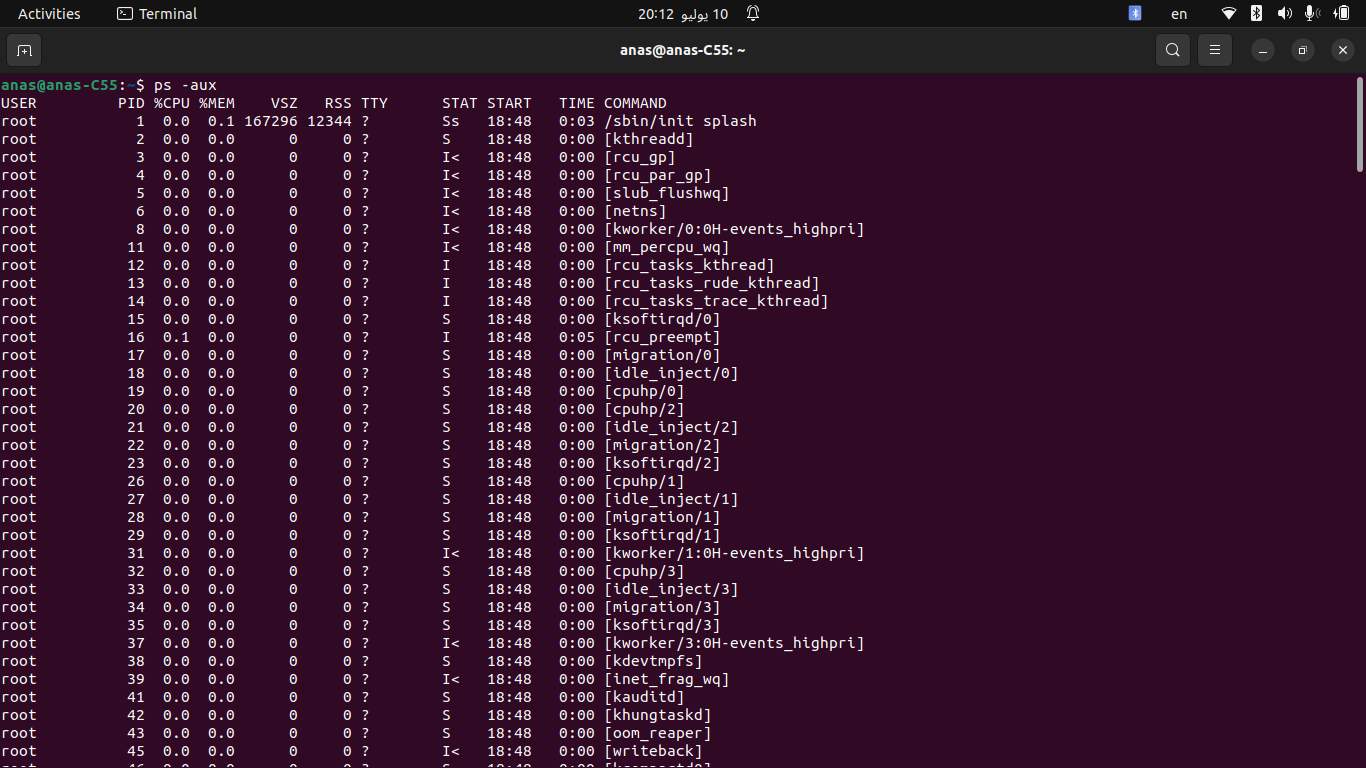 Activities Terminal 20:12 10 يوليو en
anas@anas-C55: ~
anas@anas-C55:~$ ps -aux
USER PID %CPU %MEM VSZ RSS TTY STAT START TIME COMMAND
root 1 0.0 0.1 167296 12344 ? Ss 18:48 0:03 /sbin/init splash
root 2 0.0 0.0 0 0 ? S 18:48 0:00 [kthreadd]
root 3 0.0 0.0 0 0 ? I< 18:48 0:00 [rcu_gp]
root 4 0.0 0.0 0 0 ? I< 18:48 0:00 [rcu_par_gp]
root 5 0.0 0.0 0 0 ? I< 18:48 0:00 [slub_flushwq]
root 6 0.0 0.0 0 0 ? I< 18:48 0:00 [netns]
root 8 0.0 0.0 0 0 ? I< 18:48 0:00 [kworker/0:0H-events_highpri]
root 11 0.0 0.0 0 0 ? I< 18:48 0:00 [mm_percpu_wq]
root 12 0.0 0.0 0 0 ? I 18:48 0:00 [rcu_tasks_kthread]
root 13 0.0 0.0 0 0 ? I 18:48 0:00 [rcu_tasks_rude_kthread]
root 14 0.0 0.0 0 0 ? I 18:48 0:00 [rcu_tasks_trace_kthread]
root 15 0.0 0.0 0 0 ? S 18:48 0:00 [ksoftirqd/0]
root 16 0.1 0.0 0 0 ? I 18:48 0:05 [rcu_preempt]
root 17 0.0 0.0 0 0 ? S 18:48 0:00 [migration/0]
root 18 0.0 0.0 0 0 ? S 18:48 0:00 [idle_inject/0]
root 19 0.0 0.0 0 0 ? S 18:48 0:00 [cpuhp/0]
root 20 0.0 0.0 0 0 ? S 18:48 0:00 [cpuhp/2]
root 21 0.0 0.0 0 0 ? S 18:48 0:00 [idle_inject/2]
root 22 0.0 0.0 0 0 ? S 18:48 0:00 [migration/2]
root 23 0.0 0.0 0 0 ? S 18:48 0:00 [ksoftirqd/2]
root 26 0.0 0.0 0 0 ? S 18:48 0:00 [cpuhp/1]
root 27 0.0 0.0 0 0 ? S 18:48 0:00 [idle_inject/1]
root 28 0.0 0.0 0 0 ? S 18:48 0:00 [migration/1]
root 29 0.0 0.0 0 0 ? S 18:48 0:00 [ksoftirqd/1]
root 31 0.0 0.0 0 0 ? I< 18:48 0:00 [kworker/1:0H-events_highpri]
root 32 0.0 0.0 0 0 ? S 18:48 0:00 [cpuhp/3]
root 33 0.0 0.0 0 0 ? S 18:48 0:00 [idle_inject/3]
root 34 0.0 0.0 0 0 ? S 18:48 0:00 [migration/3]
root 35 0.0 0.0 0 0 ? S 18:48 0:00 [ksoftirqd/3]
root 37 0.0 0.0 0 0 ? I< 18:48 0:00 [kworker/3:0H-events_highpri]
root 38 0.0 0.0 0 0 ? S 18:48 0:00 [kdevtmpfs]
root 39 0.0 0.0 0 0 ? I< 18:48 0:00 [inet_frag_wq]
root 41 0.0 0.0 0 0 ? S 18:48 0:00 [kauditd]
root 42 0.0 0.0 0 0 ? S 18:48 0:00 [khungtaskd]
root 43 0.0 0.0 0 0 ? S 18:48 0:00 [oom_reaper]
root 45 0.0 0.0 0 0 ? I< 18:48 0:00 [writeback]